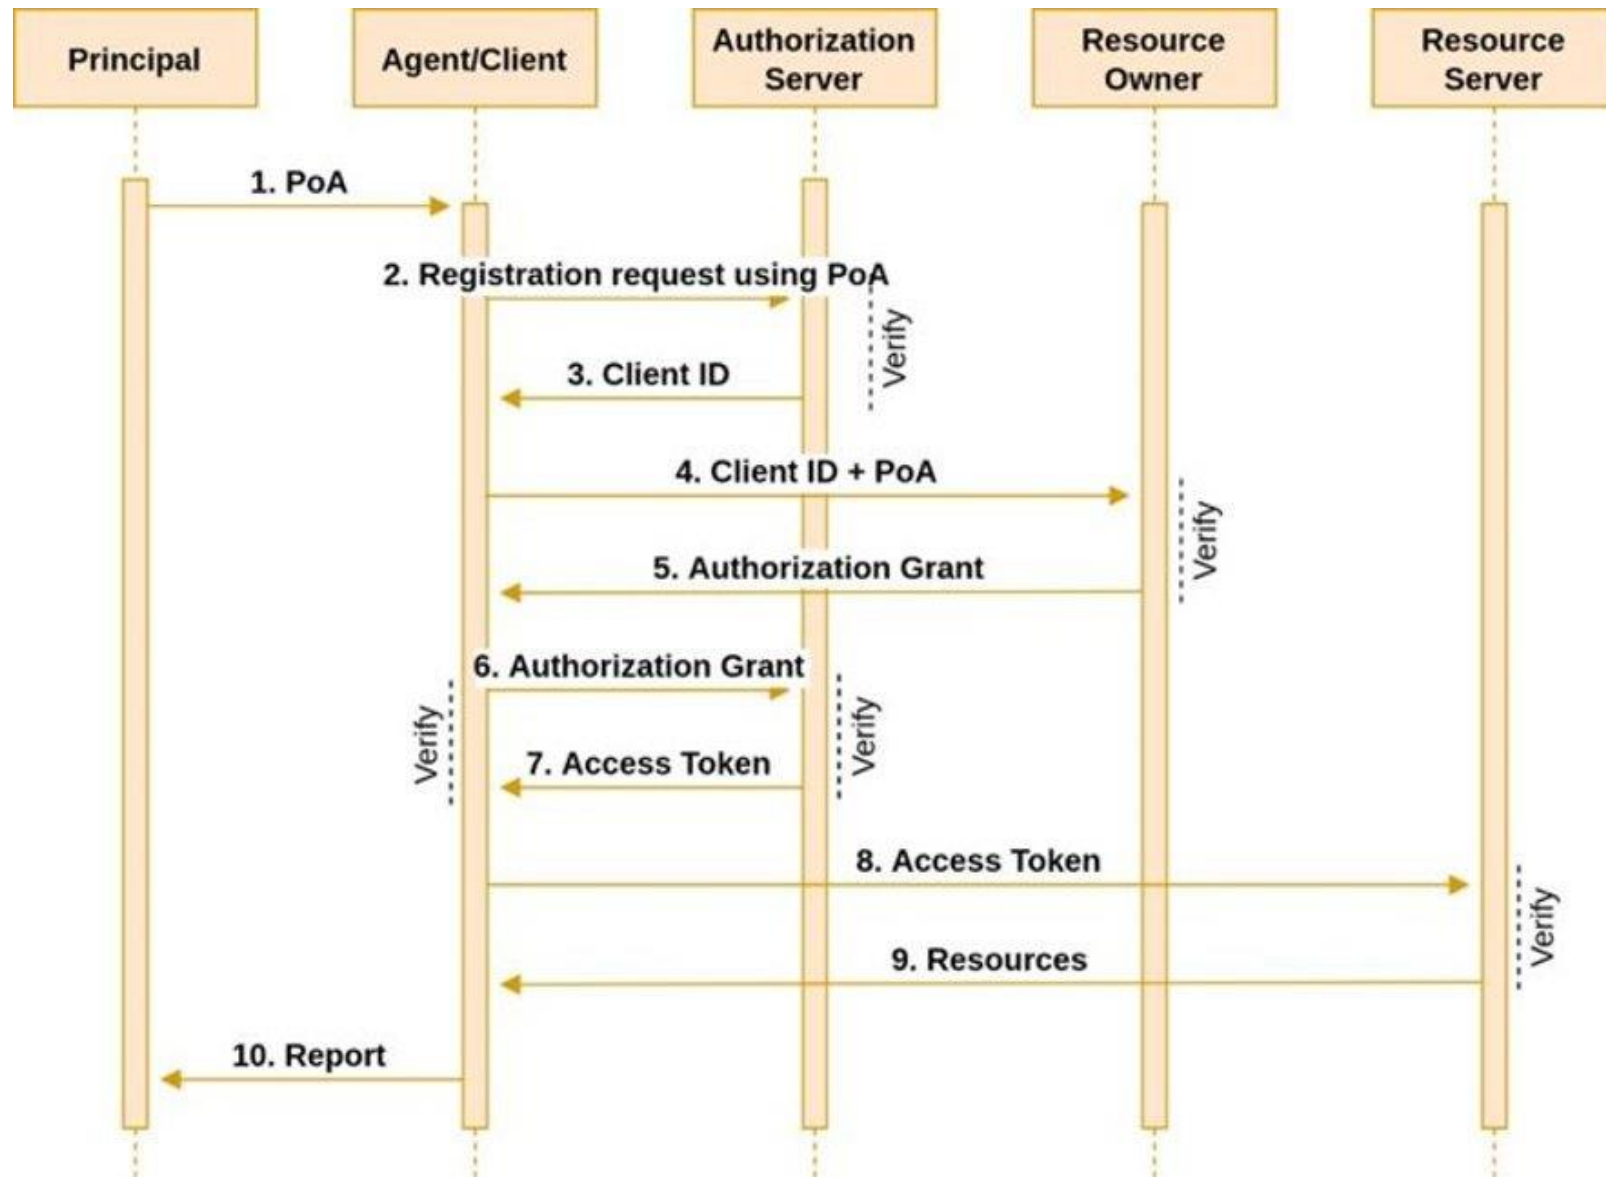 Principal
Agent/Client
Authorization
Server
Resource
Owner
Resource
Server
1. PoA
2. Registration request using PoA
Verify
3. Client ID
4. Client ID + PoA
Verify
5. Authorization Grant
6. Authorization Grant
Verify
Verify
7. Access Token
8. Access Token
Verify
9. Resources
10. Report